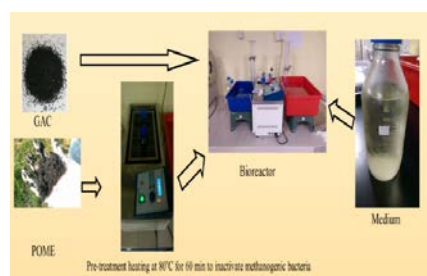 GAC
Bioreactor
Medium
POME
Pre-treatment heating at 80°C for 60 min to inactivate methanogenic bacteria